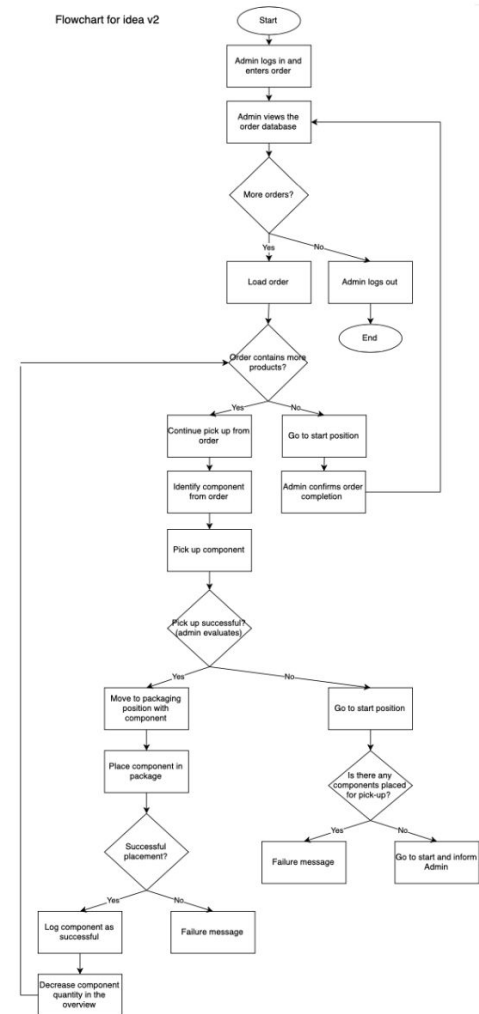 Flowchart for idea v2
Start
Admin logs in and
enters order
Admin views the
order database
More orders?
Yes
No
Load order
Admin logs out
End
Order contains more
products?
Yes
No
Continue pick up from
order
Go to start position
Identify component
from order
Admin confirms order
completion
Pick up component
Pick up successful?
(admin evaluates)
Yes
No
Move to packaging
position with
component
Go to start position
Place component in
package
Is there any
components placed
for pick-up?
Yes
No
Successful
placement?
Failure message
Go to start and inform
Admin
Yes
No
Log component as
successful
Failure message
Decrease component
quantity in the
overview